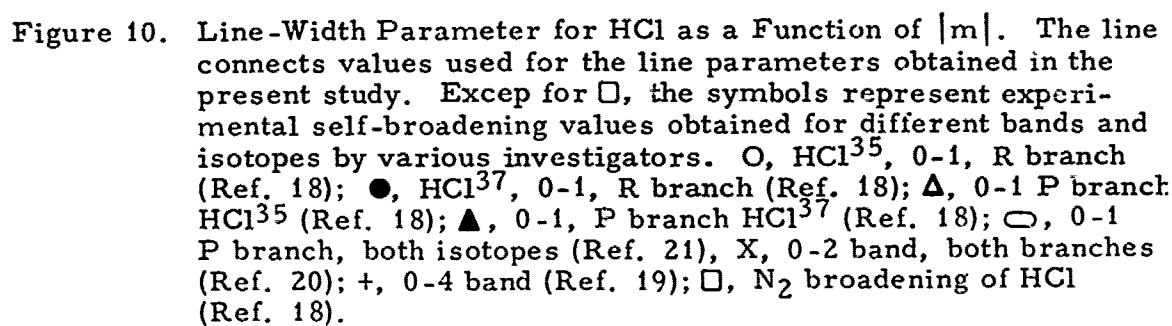 Figure 10. Line-Width Parameter for HCl as a Function of |m|. The line
connects values used for the line parameters obtained in the
present study. Excep for □, the symbols represent experi-
mental self-broadening values obtained for different bands and
isotopes by various investigators. O, HCl³⁵, 0-1, R branch
(Ref. 18); ●, HCl³⁷, 0-1, R branch (Ref. 18); Δ, 0-1 P branch
HCl³⁵ (Ref. 18); ▲, 0-1, P branch HCl³⁷ (Ref. 18); ⬭, 0-1
P branch, both isotopes (Ref. 21), X, 0-2 band, both branches
(Ref. 20); +, 0-4 band (Ref. 19); □, N₂ broadening of HCl
(Ref. 18).